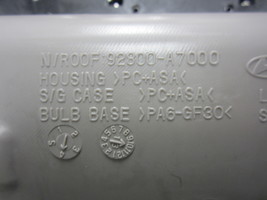 N/ROOF 92800-A7000
HOUSING >PC+ASA<
S/G CASE >PC+ASA<
BULB BASE >PA6-GF30<
L
S